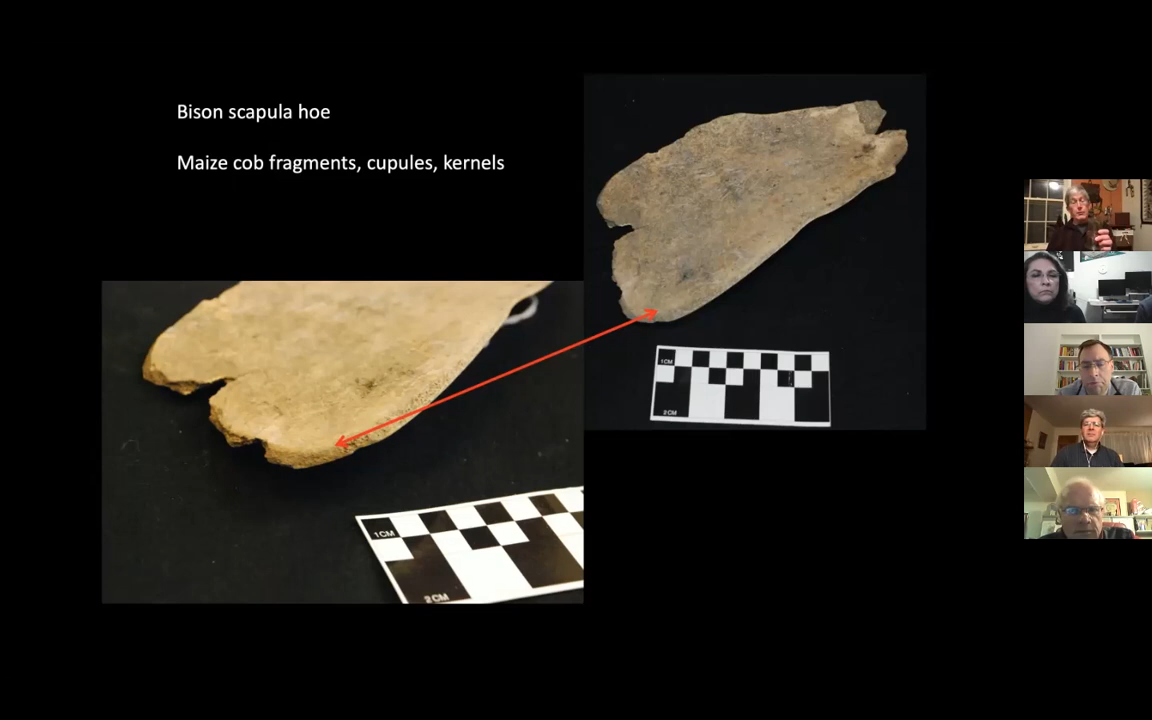 Bison scapula hoe
Maize cob fragments, cupules, kernels
1CM
2CM
1CM
2CM